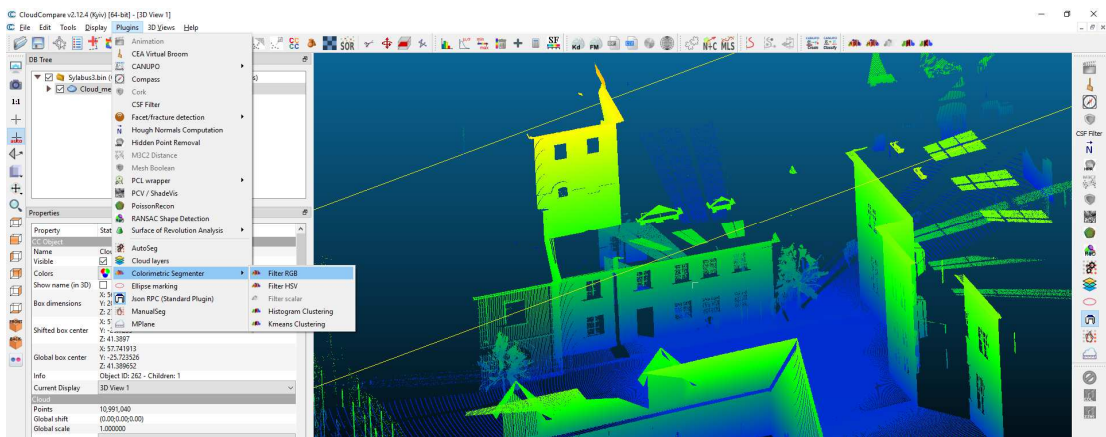 CloudCompare v2.12.4 (Kyiv) [64-bit] - [3D View 1]
File Edit Tools Display Plugins 3D Views Help
SOR
SF
Kd FM
N+C MLS
DB Tree
Sylabus3.bin
Animation
CEA Virtual Broom
CANUPO
Compass
Cork
CSF Filter
Facet/fracture detection
Hough Normals Computation
Hidden Point Removal
M3C2 Distance
Mesh Boolean
PCL wrapper
PCV / ShadeVis
PoissonRecon
RANSAC Shape Detection
Surface of Revolution Analysis
AutoSeg
Cloud layers
Colorimetric Segmenter
Ellipse marking
Json RPC (Standard Plugin)
ManualSeg
MPlane
Filter RGB
Filter HSV
Filter scalar
Histogram Clustering
Kmeans Clustering
1:1
CSF Filter
Properties
Property
CC Object
Name
Visible
Colors
Show name (in 3D)
Box dimensions
Shifted box center
Z: 41.3897
X: 57.741913
Global box center Y: -25.723526
Z: 41.389652
Info Object ID: 262 - Children: 1
Current Display 3D View 1
Cloud
Points 10,991,040
Global shift (0.00;0.00;0.00)
Global scale 1.000000